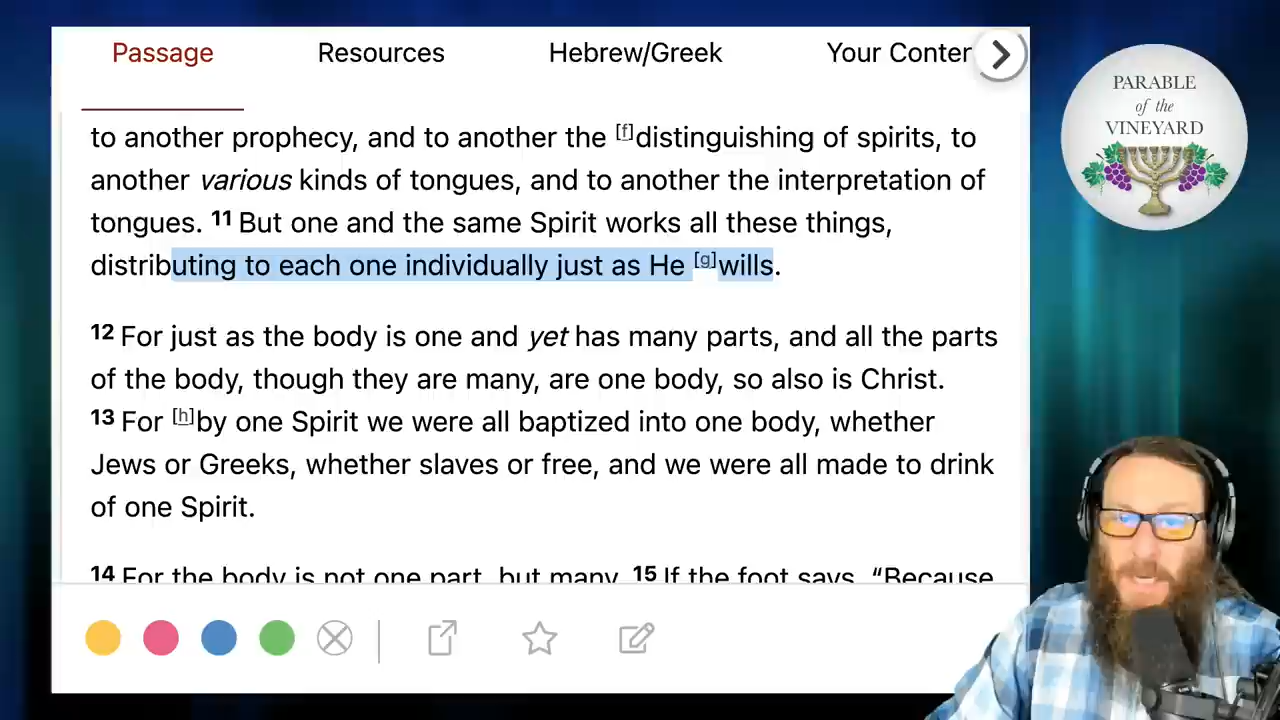 Passage
Resources
Hebrew/Greek
Your Conten
to another prophecy, and to another the [f]distinguishing of spirits, to
another various kinds of tongues, and to another the interpretation of
tongues. 11 But one and the same Spirit works all these things,
distributing to each one individually just as He [g]wills.
12 For just as the body is one and yet has many parts, and all the parts
of the body, though they are many, are one body, so also is Christ.
13 For [h]by one Spirit we were all baptized into one body, whether
Jews or Greeks, whether slaves or free, and we were all made to drink
of one Spirit.
14 For the body is not one part, but many. 15 If the foot says, “Because
PARABLE
of the
VINEYARD